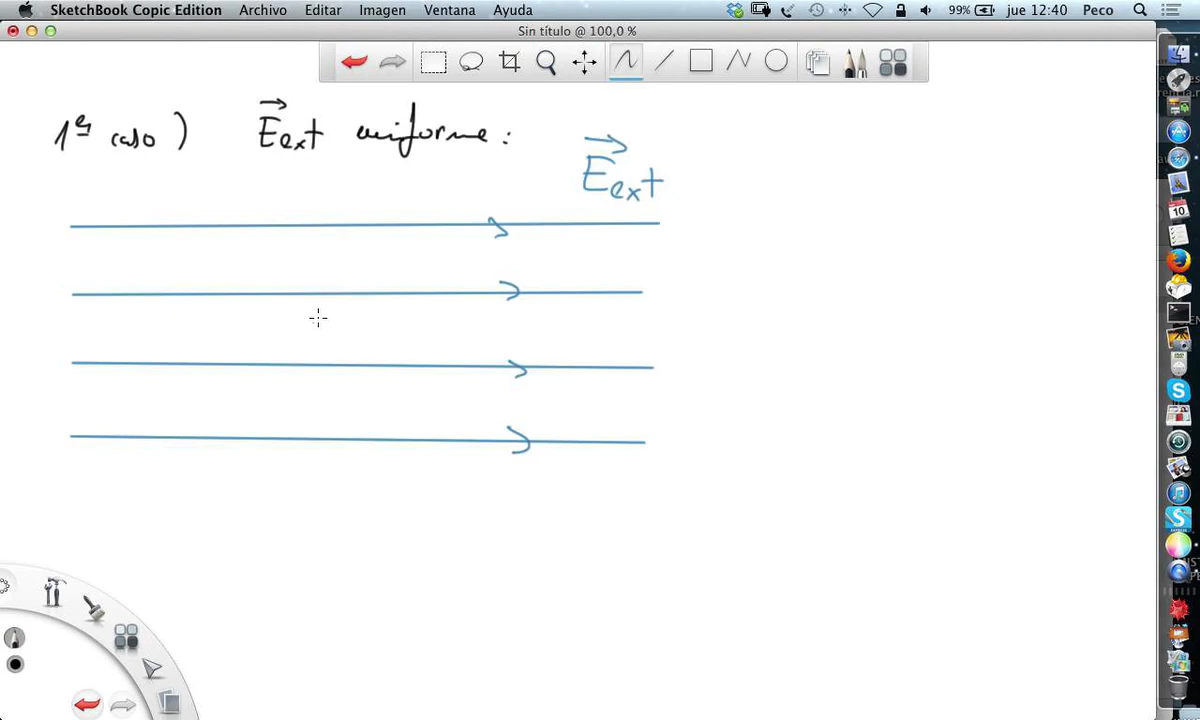 SketchBook Copic Edition Archivo Editar Imagen Ventana Ayuda 99% jue 12:40 Peco
Sin título @ 100,0 %
1er caso) Eext uniforme:
Eext